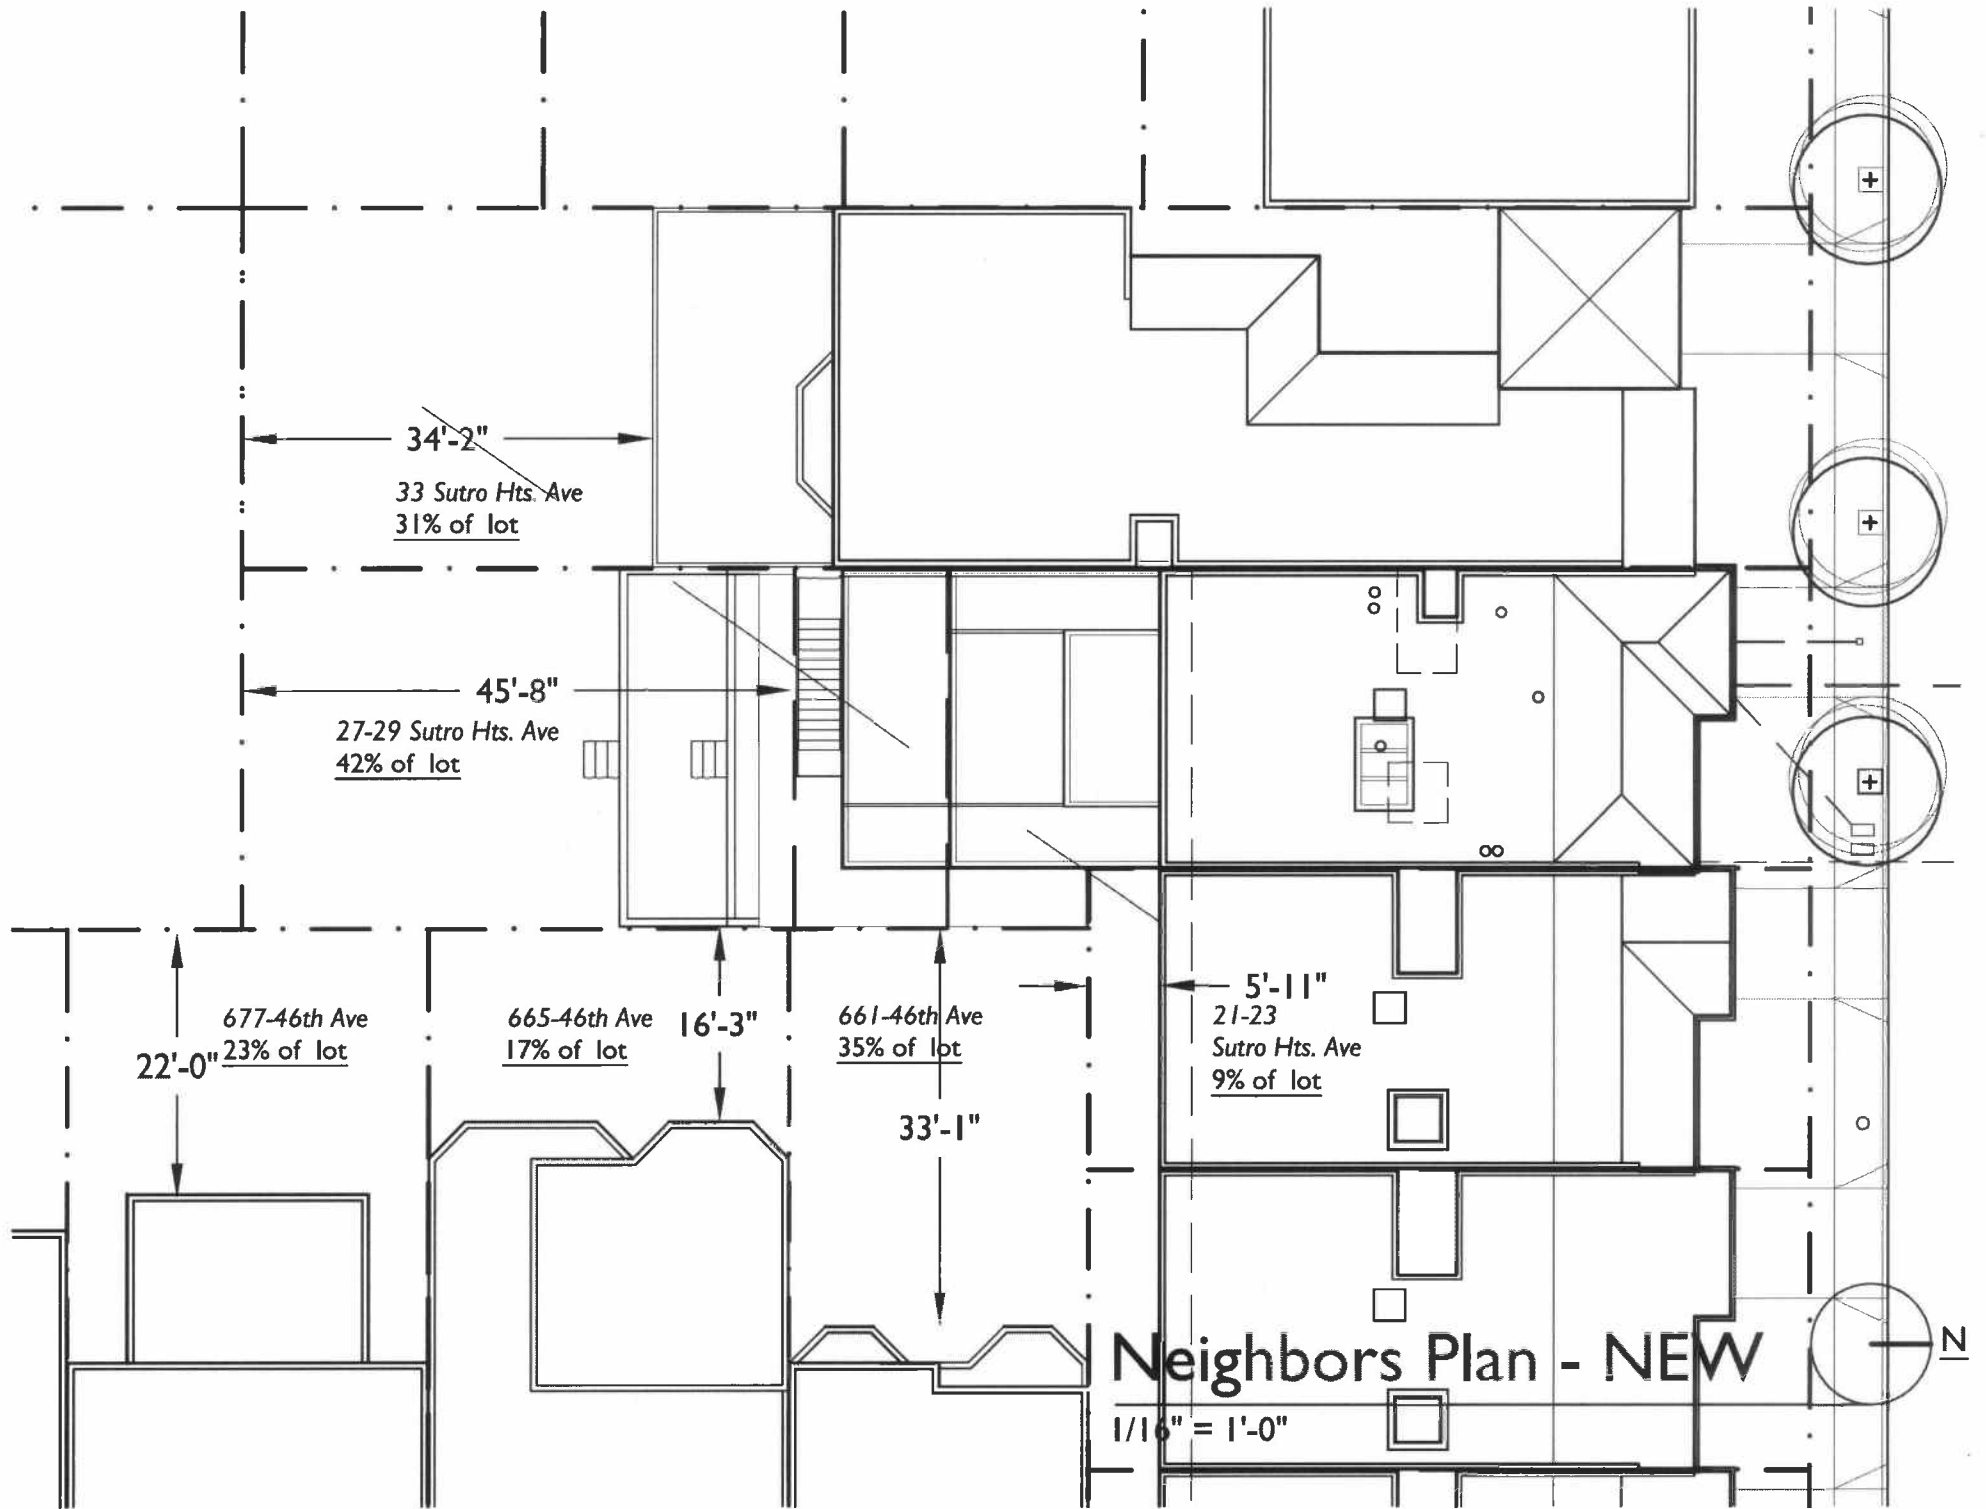 34'-2"
33 Sutro Hts. Ave
31% of lot
45'-8"
27-29 Sutro Hts. Ave
42% of lot
5'-11"
21-23
Sutro Hts. Ave
9% of lot
677-46th Ave
23% of lot
22'-0"
665-46th Ave
17% of lot
16'-3"
661-46th Ave
35% of lot
33'-1"
Neighbors Plan - NEW
1/16" = 1'-0"
N